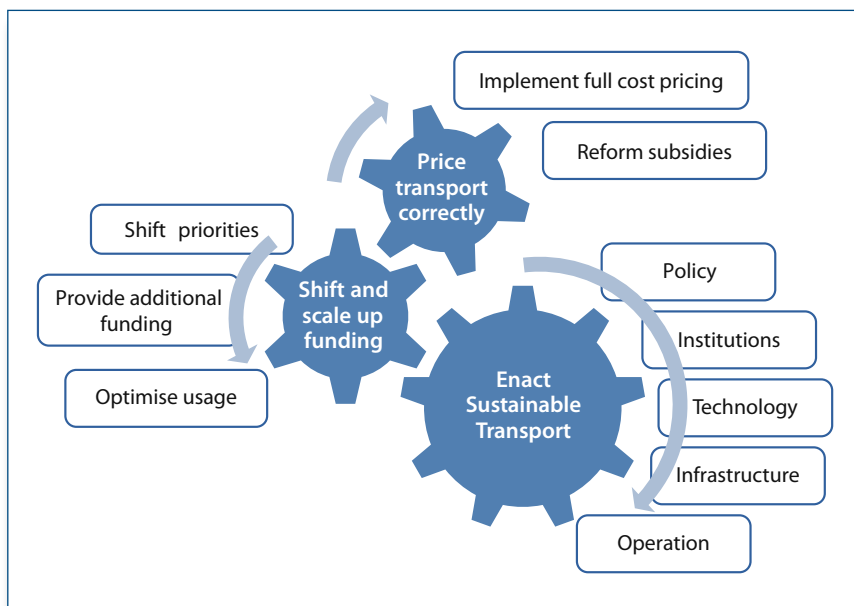 Implement full cost pricing
Reform subsidies
Price
transport
correctly
Shift priorities
Provide additional
funding
Optimise usage
Shift and
scale up
funding
Policy
Institutions
Technology
Infrastructure
Operation
Enact
Sustainable
Transport